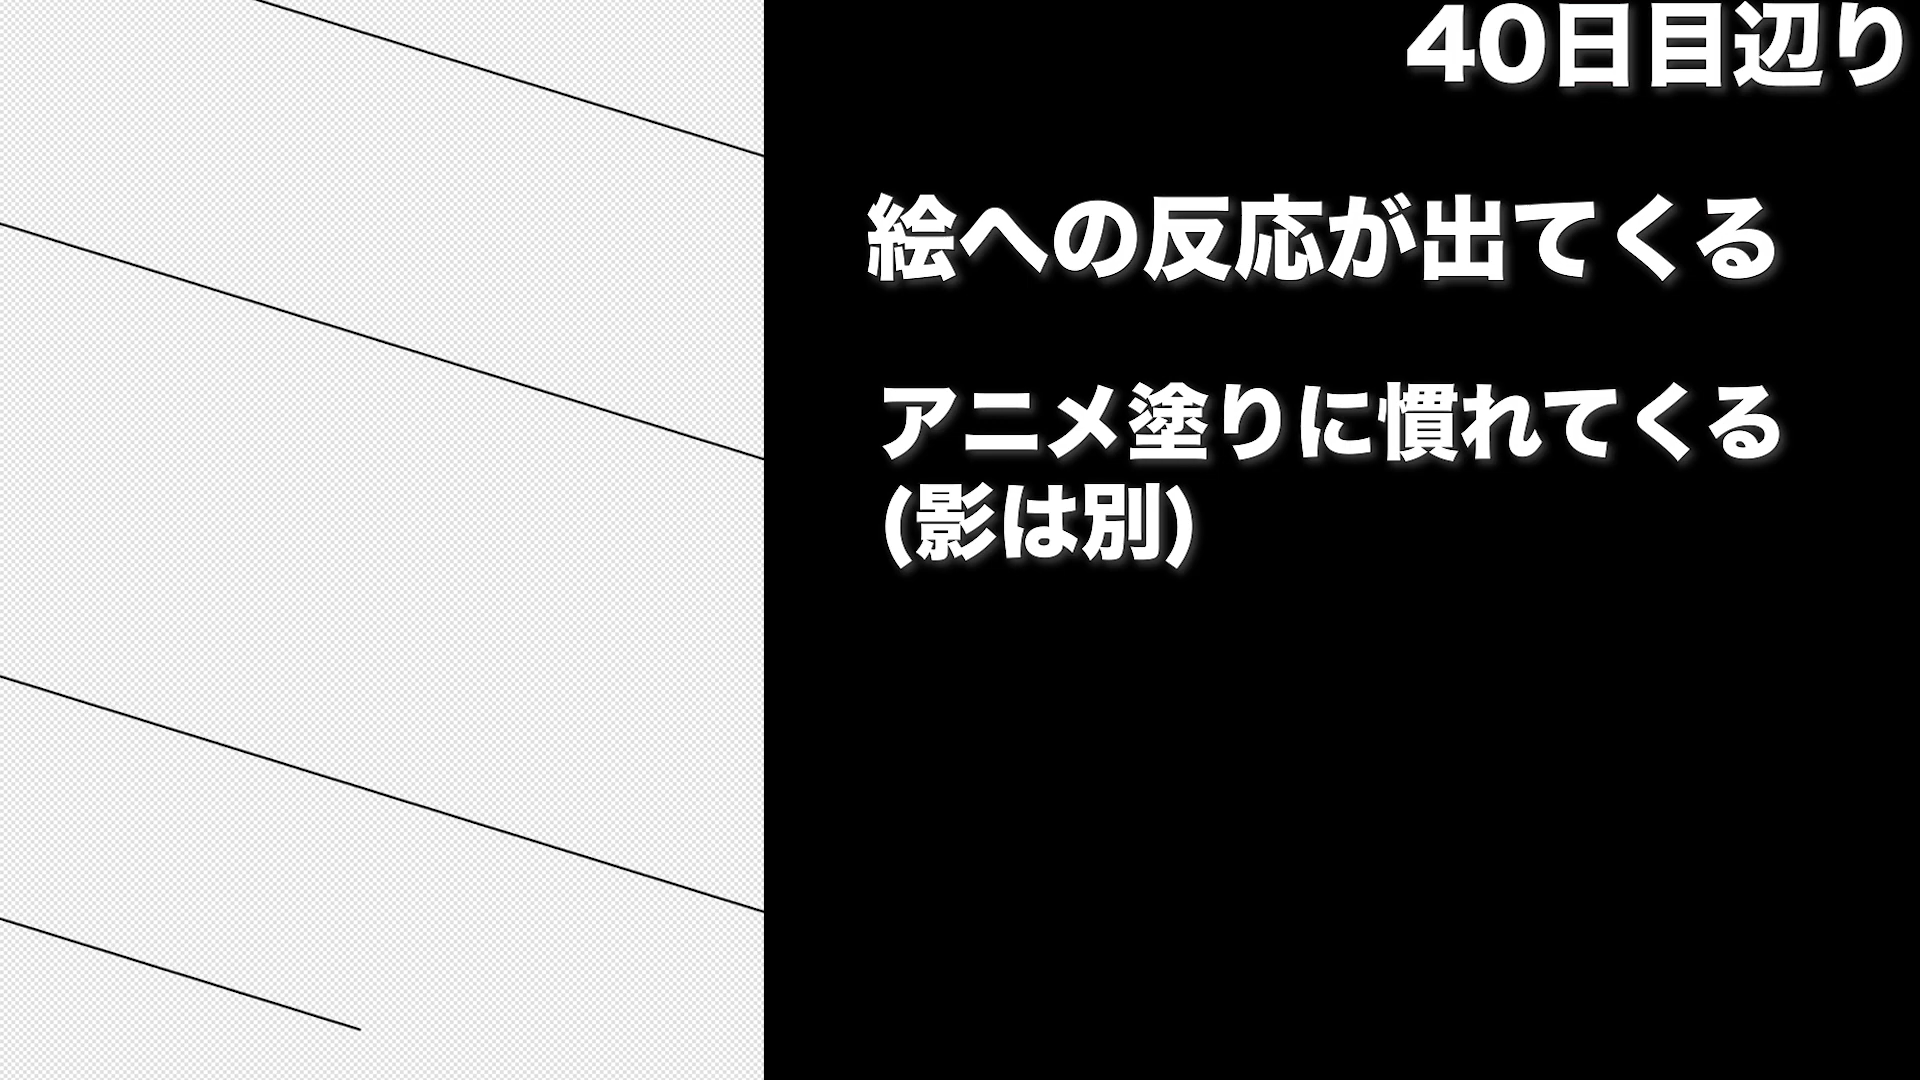 40日目辺り
絵への反応が出てくる
アニメ塗りに慣れてくる
(影は別)